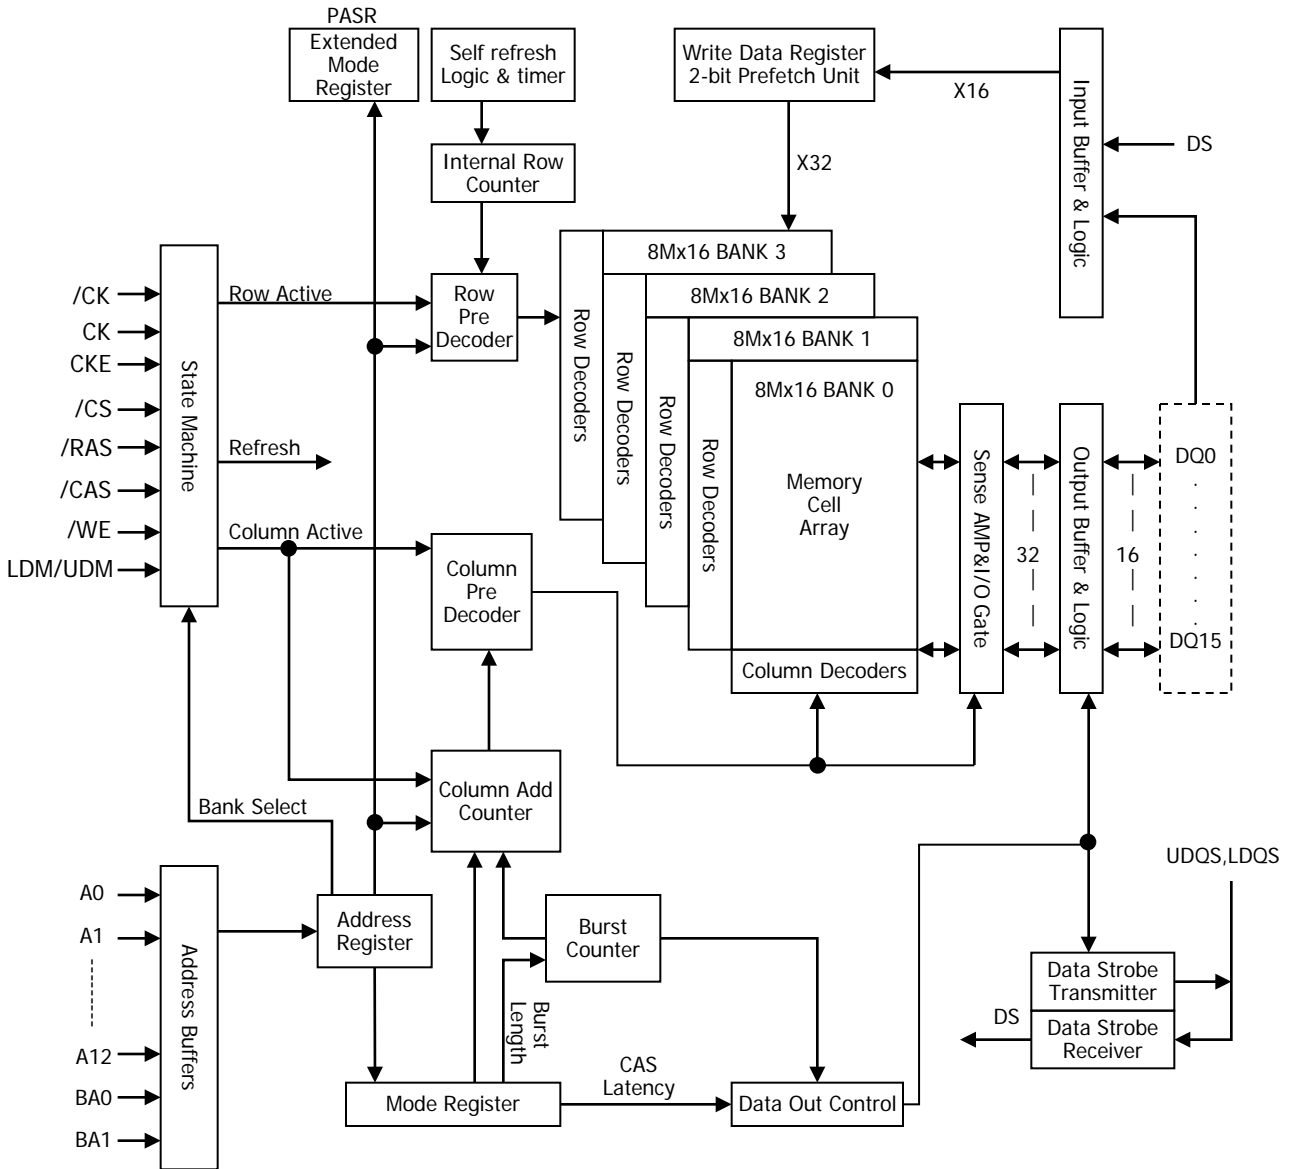 PASR
Extended
Mode
Register
Self refresh
Logic & timer
Write Data Register
2-bit Prefetch Unit
X16
Input Buffer & Logic
DS
Internal Row
Counter
X32
8Mx16 BANK 3
8Mx16 BANK 2
8Mx16 BANK 1
8Mx16 BANK 0
Row Decoders
Row Decoders
Row Decoders
Row Decoders
Memory
Cell
Array
Column Decoders
/CK
CK
CKE
/CS
/RAS
/CAS
/WE
LDM/UDM
State Machine
Row Active
Refresh
Column Active
Row
Pre
Decoder
Column
Pre
Decoder
Sense AMP&I/O Gate
32
Output Buffer & Logic
16
DQ0
DQ15
Bank Select
Column Add
Counter
A0
A1
A12
BA0
BA1
Address Buffers
Address
Register
Burst
Counter
Burst
Length
Mode Register
CAS
Latency
Data Out Control
UDQS,LDQS
Data Strobe
Transmitter
Data Strobe
Receiver
DS